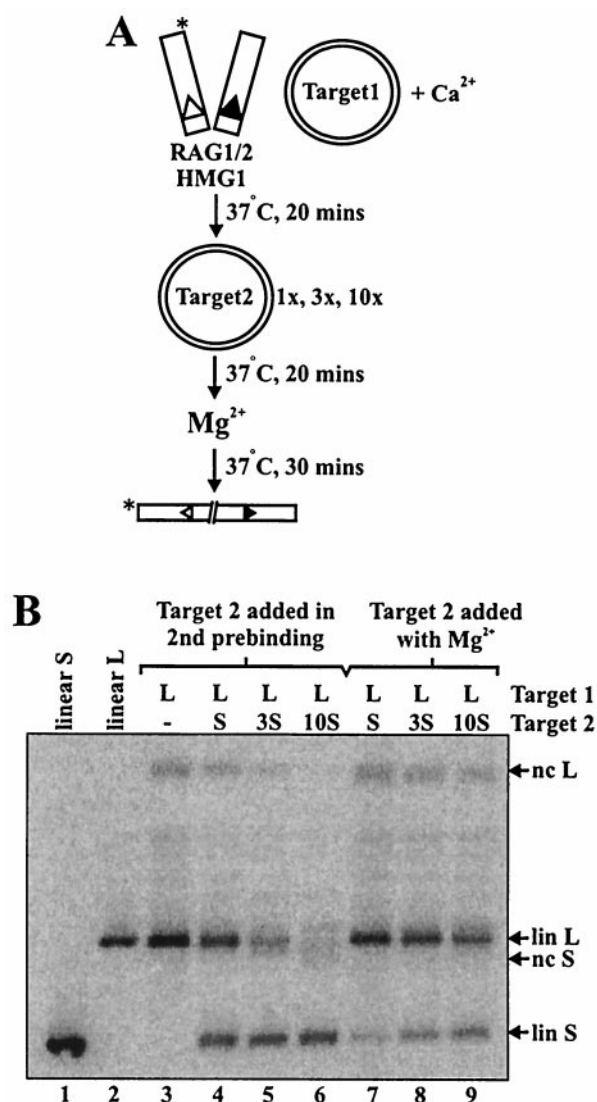 A
*
Target1
+ Ca²⁺
RAG1/2
HMG1
37°C, 20 mins
Target2
1x, 3x, 10x
37°C, 20 mins
Mg²⁺
37°C, 30 mins
*
B
linear S
linear L
Target 2 added in
2nd prebinding
Target 2 added
with Mg²⁺
L L L L L L L Target 1
- S 3S 10S S 3S 10S Target 2
nc L
lin L
nc S
lin S
1 2 3 4 5 6 7 8 9